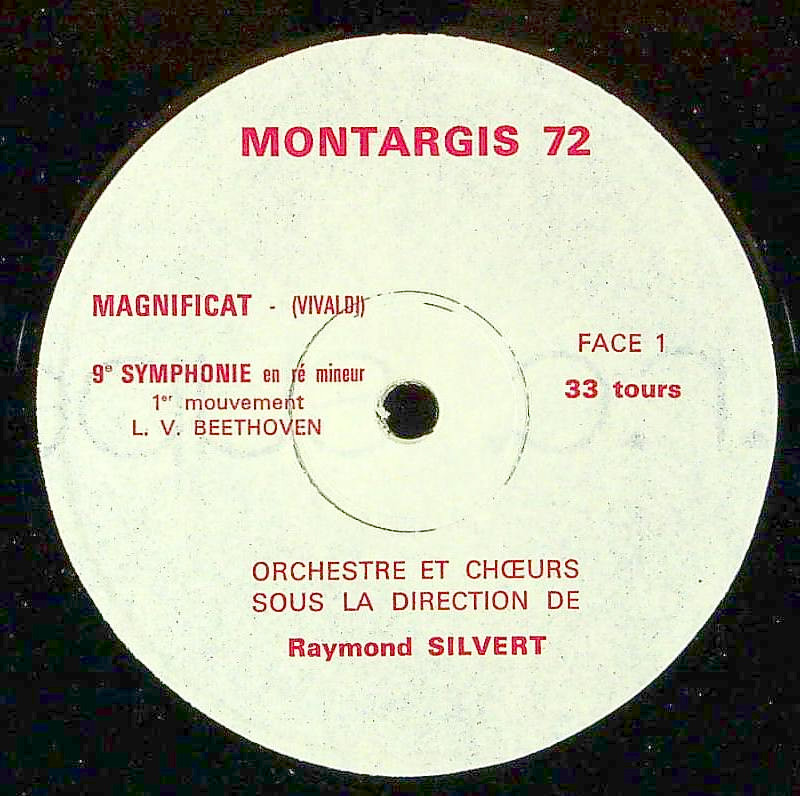 MONTARGIS 72
MAGNIFICAT - (VIVALDI)
9e SYMPHONIE en ré mineur
1er mouvement
L. V. BEETHOVEN
FACE 1
33 tours
ORCHESTRE ET CHŒURS
SOUS LA DIRECTION DE
Raymond SILVERT